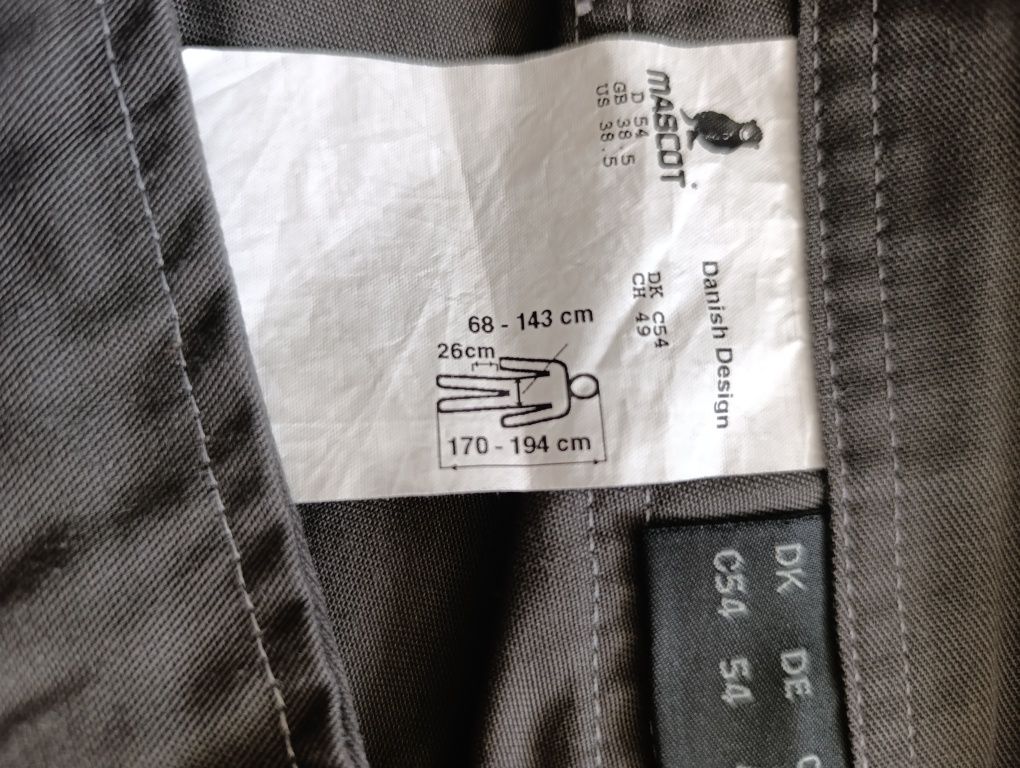 MASCOT
Danish Design
D 54
GB 38.5
US 38.5
DK C54
CH 49
68 - 143 cm
26cm
170 - 194 cm
DK DE
C54 54